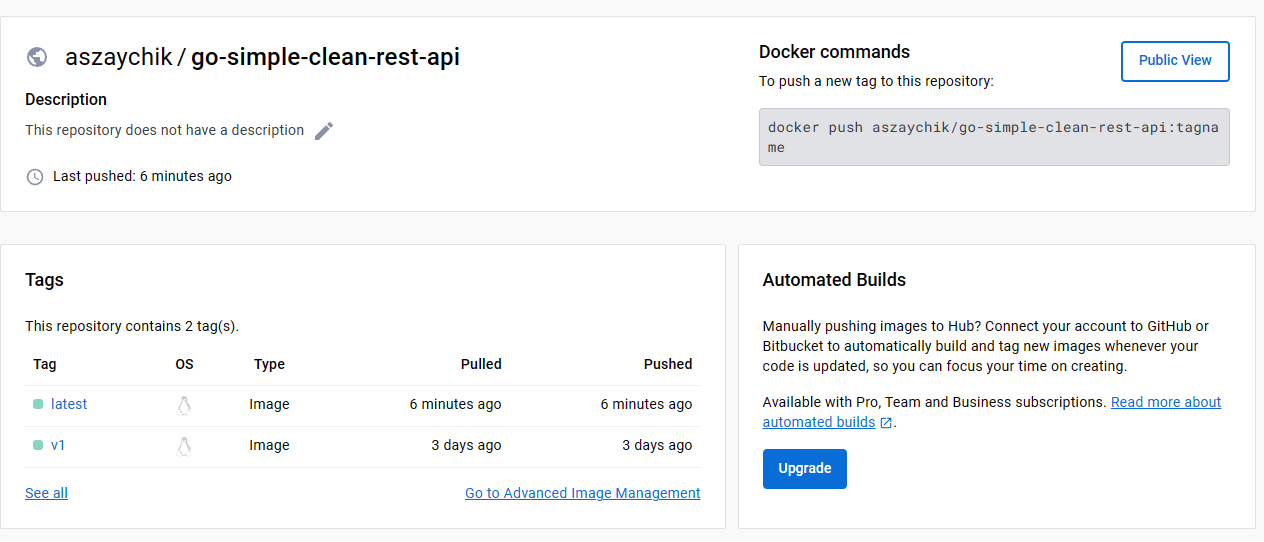 aszaychik / go-simple-clean-rest-api
Description
This repository does not have a description
Last pushed: 6 minutes ago
Docker commands
Public View
To push a new tag to this repository:
docker push aszaychik/go-simple-clean-rest-api:tagna
me
Tags
This repository contains 2 tag(s).
Tag OS Type Pulled Pushed
latest Image 6 minutes ago 6 minutes ago
v1 Image 3 days ago 3 days ago
See all Go to Advanced Image Management
Automated Builds
Manually pushing images to Hub? Connect your account to GitHub or
Bitbucket to automatically build and tag new images whenever your
code is updated, so you can focus your time on creating.
Available with Pro, Team and Business subscriptions. Read more about
automated builds .
Upgrade